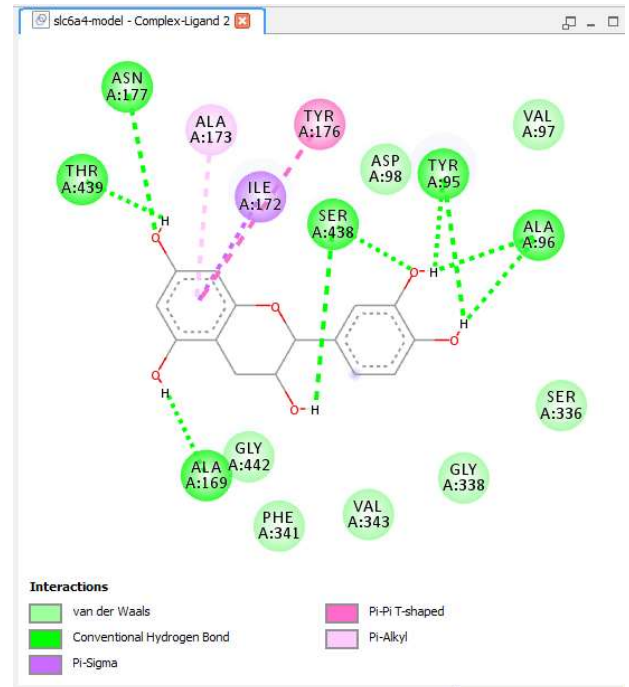 slc6a4-model - Complex-Ligand 2
ASN
A:177
ALA
A:173
TYR
A:176
VAL
A:97
THR
A:439
ILE
A:172
ASP
A:98
TYR
A:95
SER
A:438
ALA
A:96
H
O
O
H
H
O
O
O
H
O
H
SER
A:336
ALA
A:169
GLY
A:442
GLY
A:338
PHE
A:341
VAL
A:343
Interactions
van der Waals
Conventional Hydrogen Bond
Pi-Sigma
Pi-Pi T-shaped
Pi-Alkyl